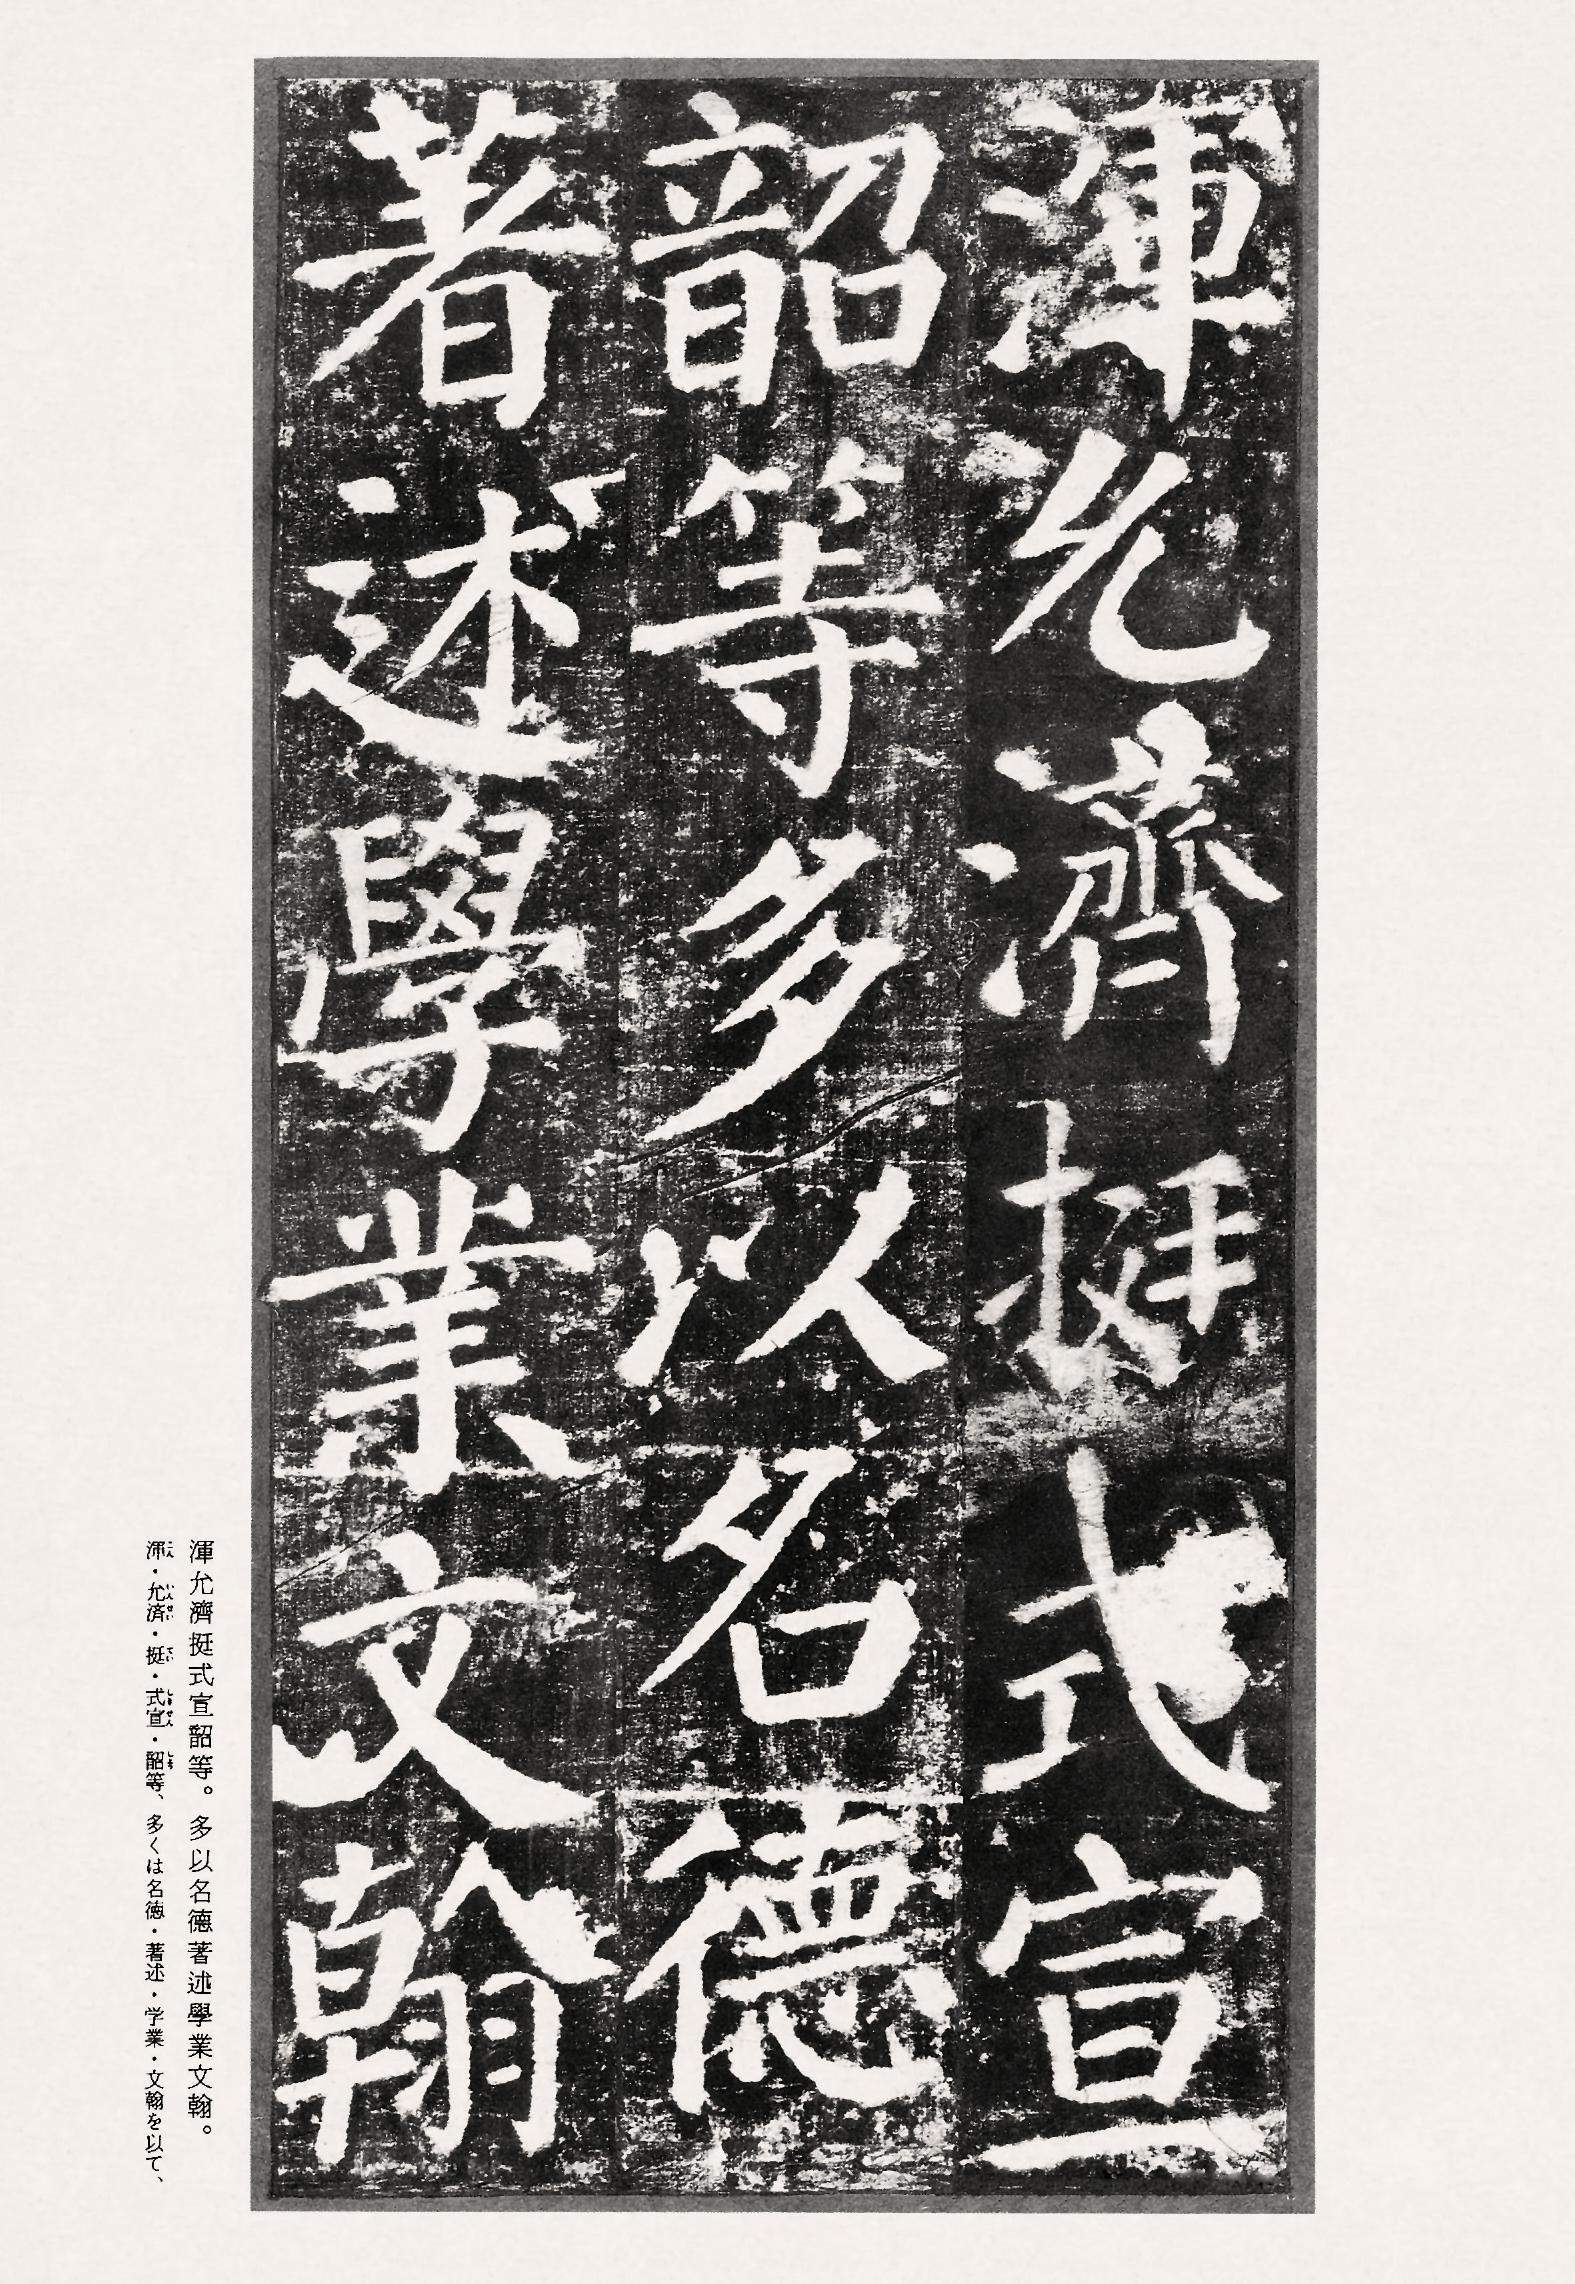 渾允濟挺式宣
韶等多以名德
著述學業文翰
渾允濟挺式宣韶等。多以名德著述學業文翰。
渾・允済・挺・式宣・韶等、多くは名徳・著述・学業・文翰を以て、